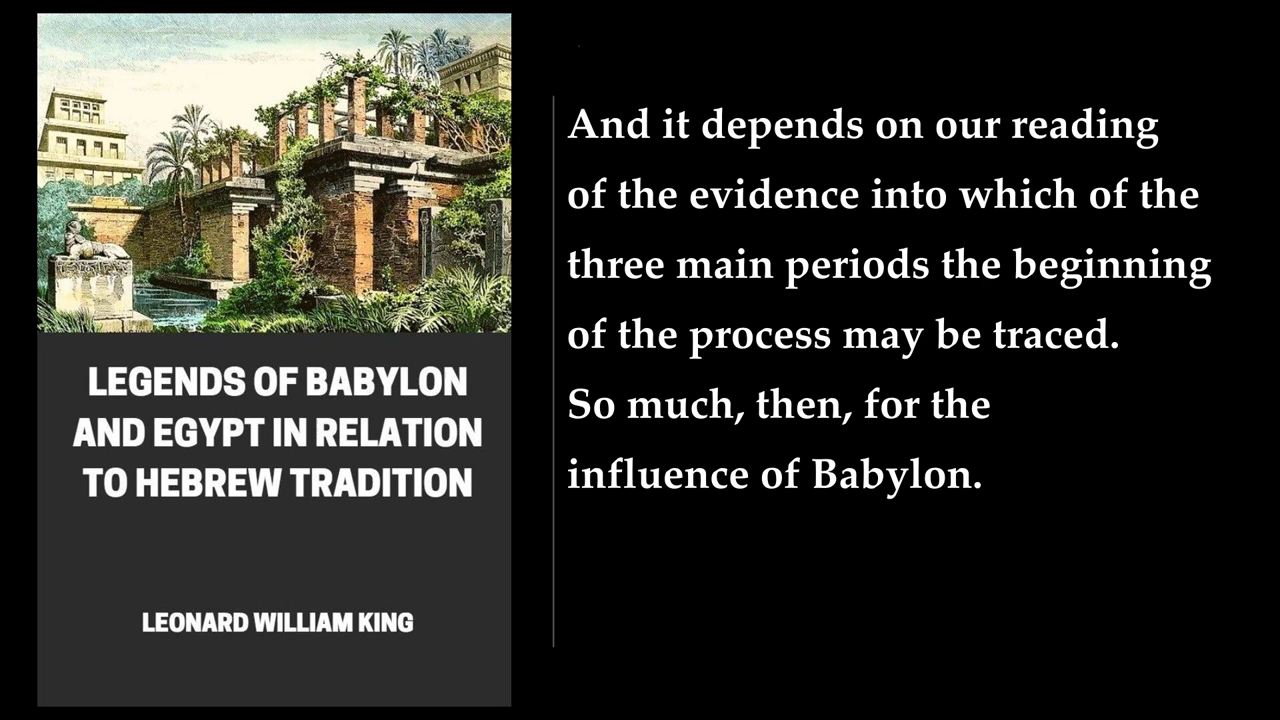 LEGENDS OF BABYLON
AND EGYPT IN RELATION
TO HEBREW TRADITION
LEONARD WILLIAM KING
And it depends on our reading
of the evidence into which of the
three main periods the beginning
of the process may be traced.
So much, then, for the
influence of Babylon.